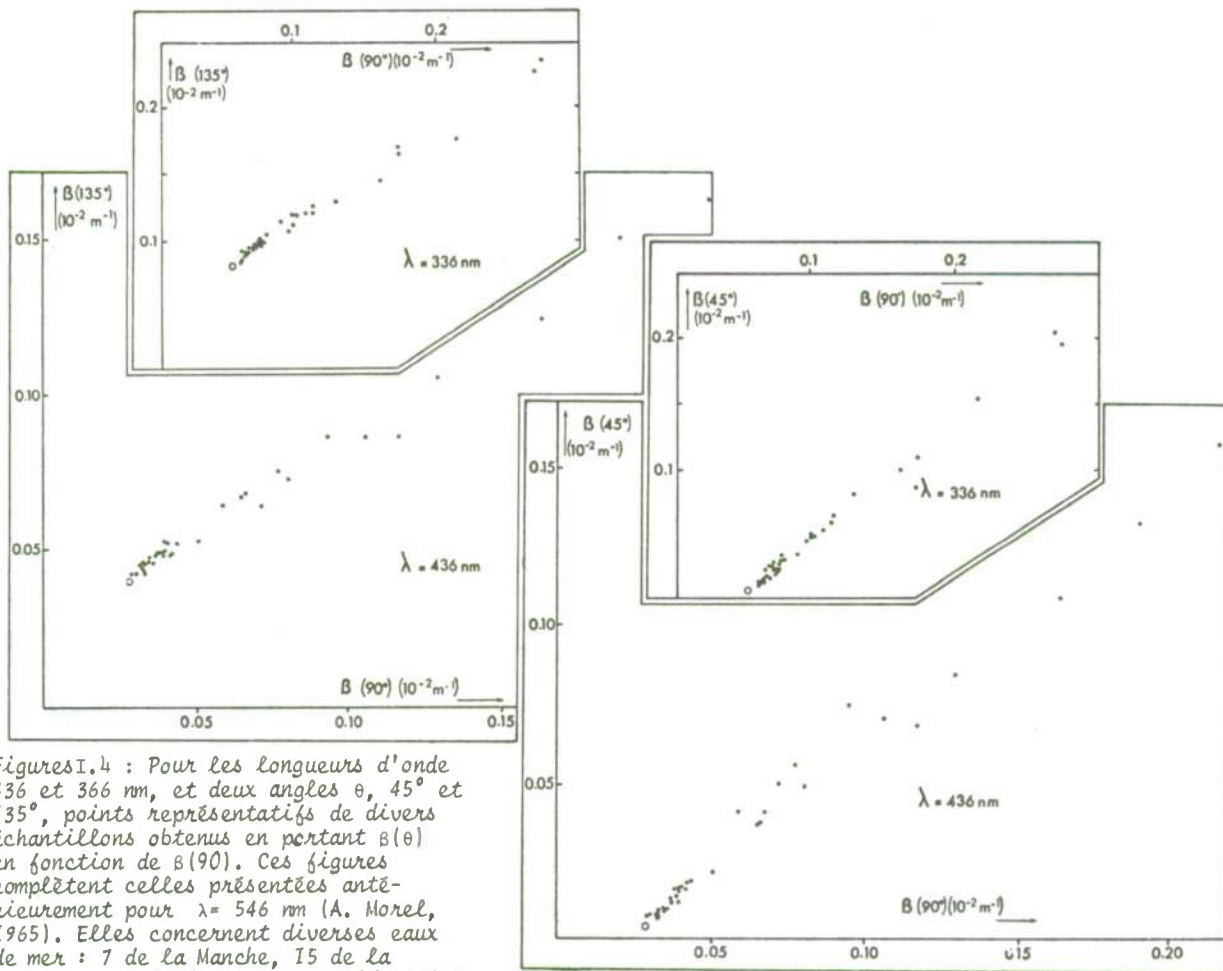 0.1 0.2
β (90°)(10⁻² m⁻¹)
β (135°)
(10⁻² m⁻¹)
0.2
0.1
λ = 336 nm
β(135°)
(10⁻² m⁻¹)
0.15
0.10
0.05
λ = 436 nm
β (90°) (10⁻² m⁻¹)
0.05 0.10 0.15
0.1 0.2
β(45°)
(10⁻² m⁻¹)
β (90°) (10⁻² m⁻¹)
0.2
0.1
λ = 336 nm
β (45°)
(10⁻² m⁻¹)
0.15
0.10
0.05
λ = 436 nm
β (90°)(10⁻² m⁻¹)
0.05 0.10 0.15 0.20
Figures I.4 : Pour les longueurs d'onde
36 et 366 nm, et deux angles θ, 45° et
35°, points représentatifs de divers
échantillons obtenus en portant β(θ)
en fonction de β(90). Ces figures
complètent celles présentées anté-
rieurement pour λ= 546 nm (A. Morel,
1965). Elles concernent diverses eaux
de mer : 7 de la Manche, 15 de la